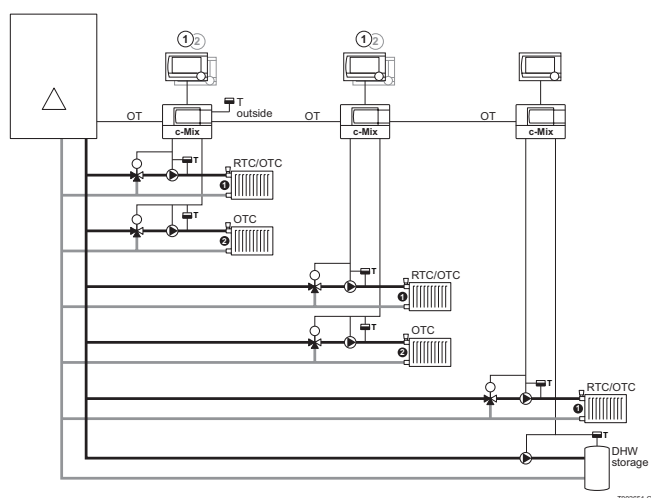 1 2
1 2
T
outside
OT
OT
OT
c-Mix
c-Mix
c-Mix
T
RTC/OTC
1
T
OTC
2
T
RTC/OTC
1
T
OTC
2
T
RTC/OTC
1
T
DHW
storage